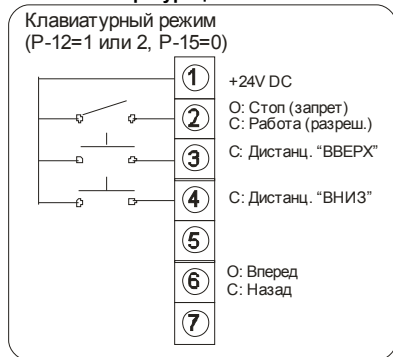 Клавиатурный режим
(P-12=1 или 2, P-15=0)
1
+24V DC
2
O: Стоп (запрет)
C: Работа (разреш.)
3
C: Дистанц. “ВВЕРХ”
4
C: Дистанц. “ВНИЗ”
5
6
O: Вперед
C: Назад
7